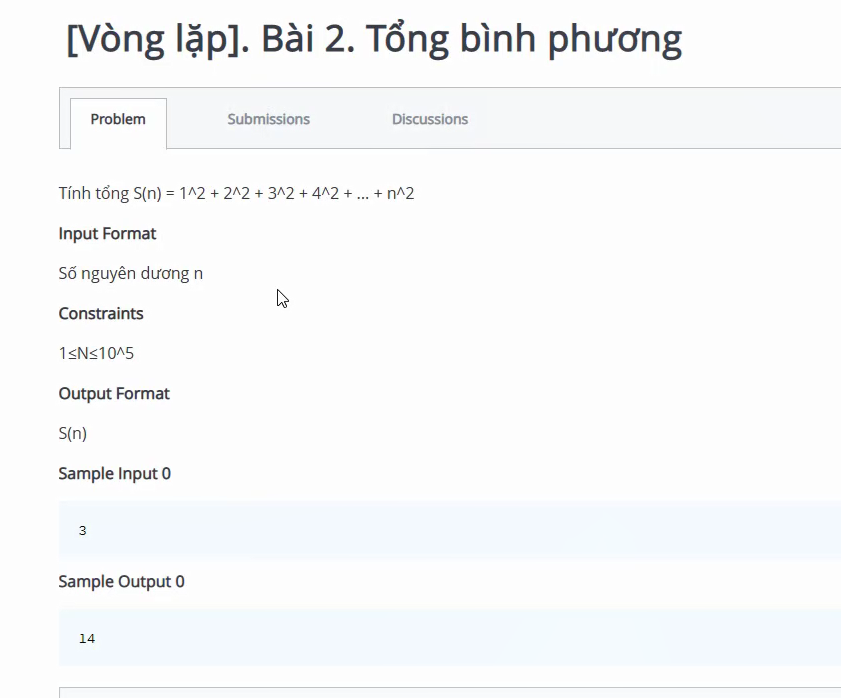 [Vòng lặp]. Bài 2. Tổng bình phương
Problem Submissions Discussions
Tính tổng S(n) = 1^2 + 2^2 + 3^2 + 4^2 + ... + n^2
Input Format
Số nguyên dương n
Constraints
1≤N≤10^5
Output Format
S(n)
Sample Input 0
3
Sample Output 0
14